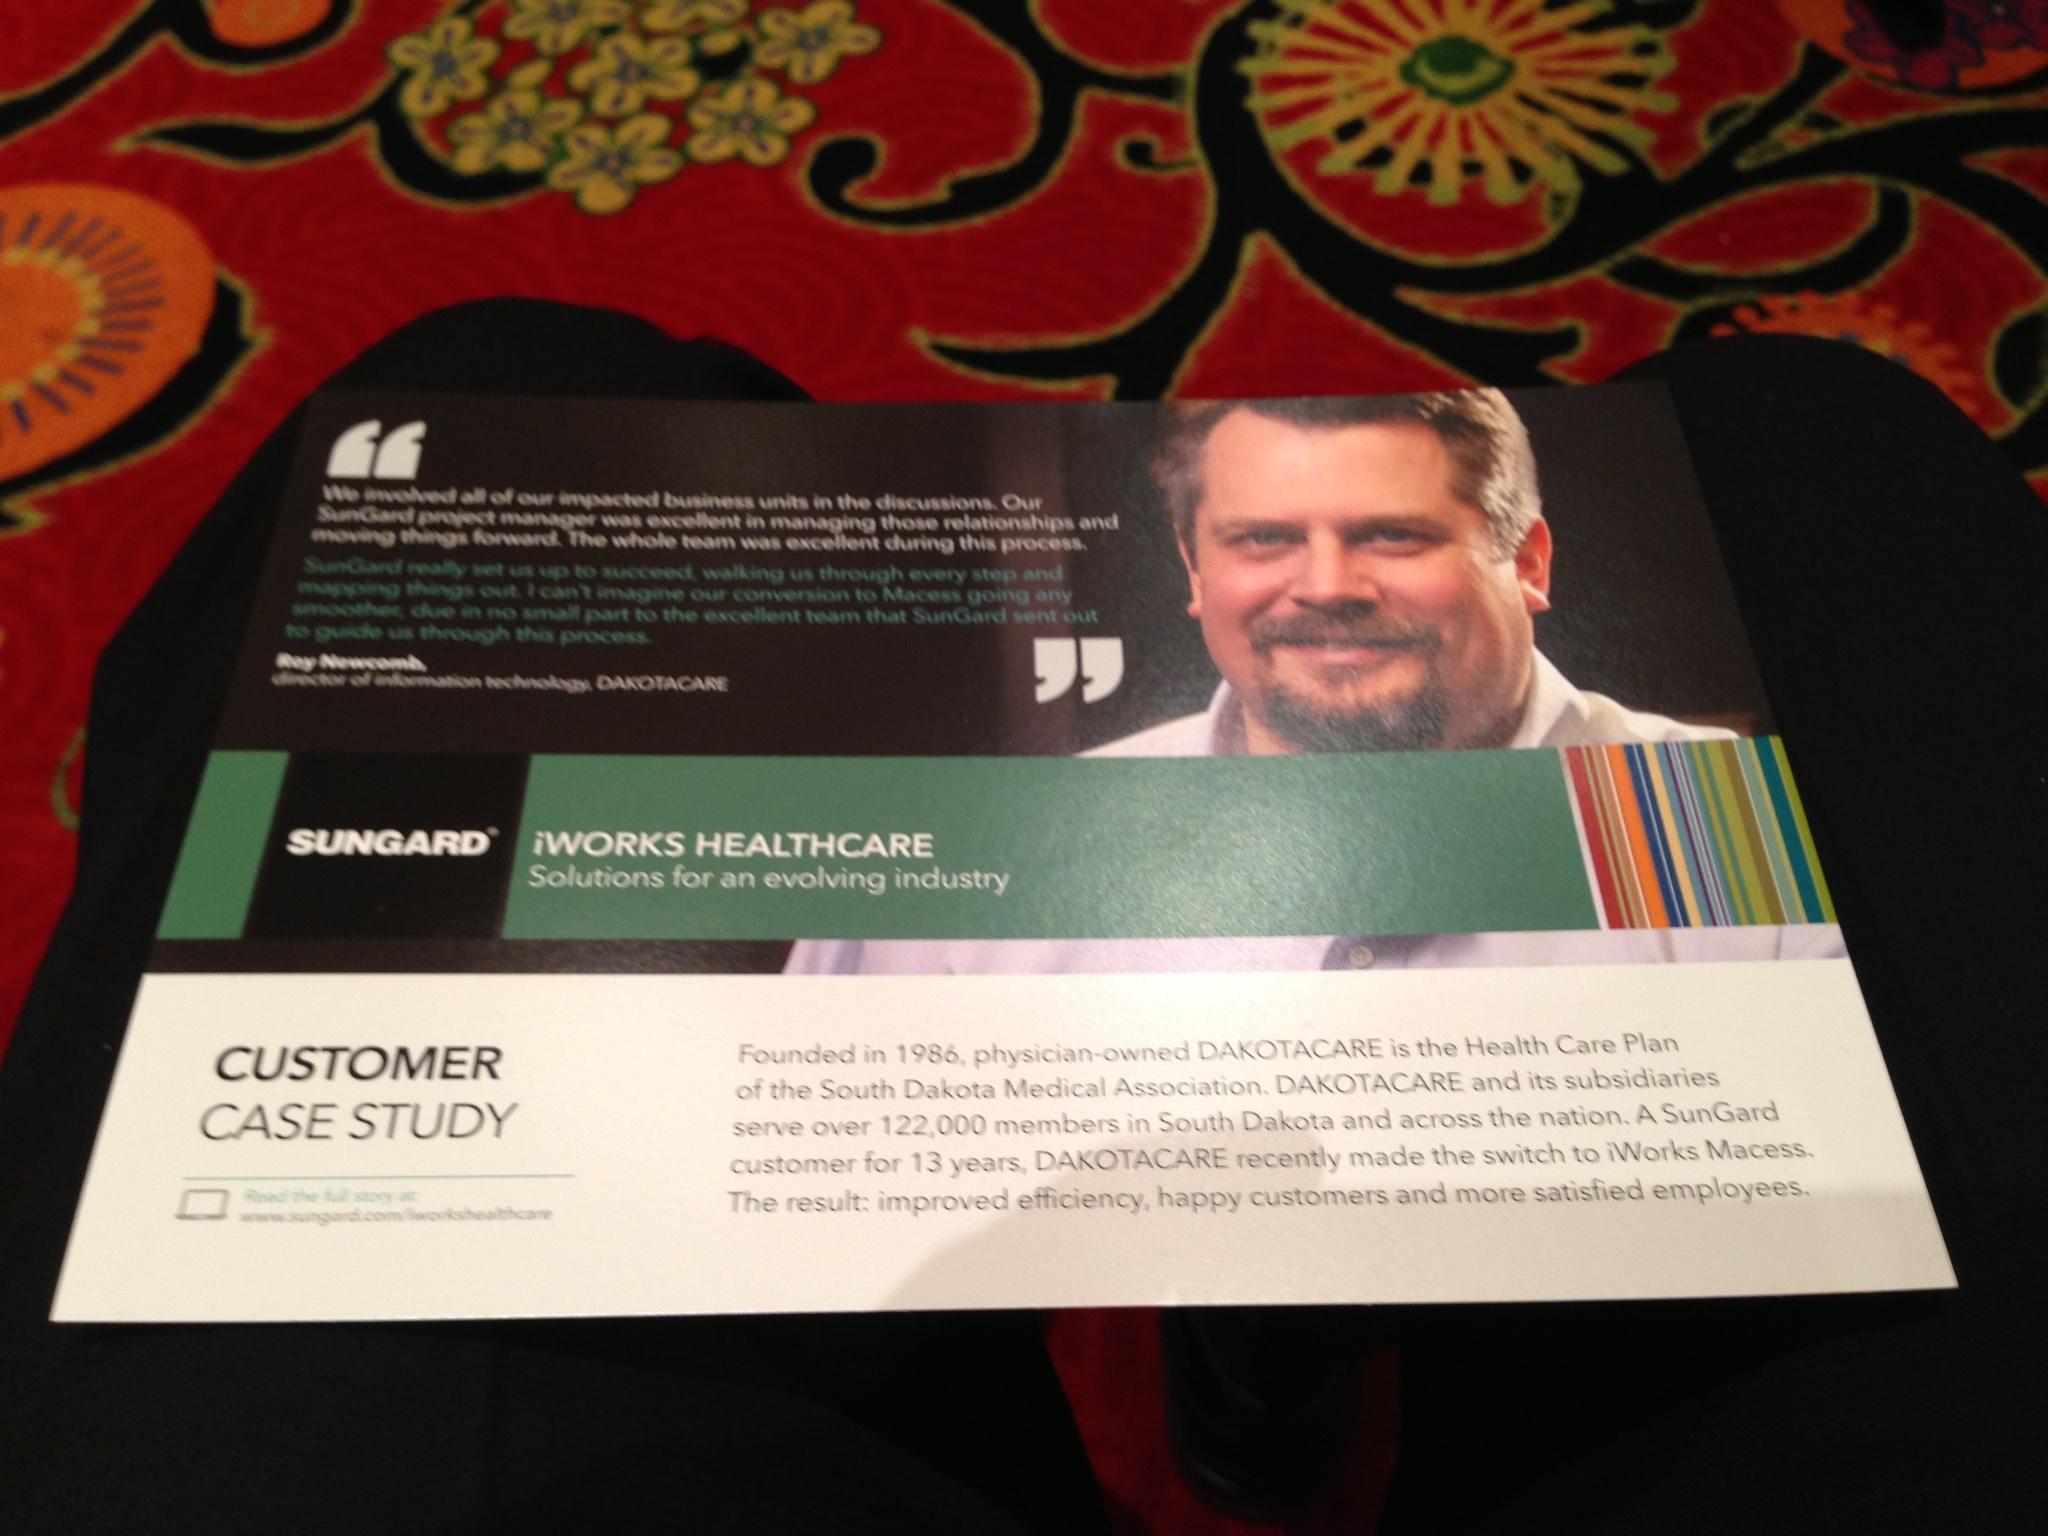 “
We involved all of our impacted business units in the discussions. Our
SunGard project manager was excellent in managing those relationships and
moving things forward. The whole team was excellent during this process.
SunGard really set us up to succeed, walking us through every step and
mapping things out. I can't imagine our conversion to Macess going any
smoother, due in no small part to the excellent team that SunGard sent out
to guide us through this process.
”
Roy Newcomb,
director of information technology, DAKOTACARE
SUNGARD®
iWORKS HEALTHCARE
Solutions for an evolving industry
CUSTOMER
CASE STUDY
Read the full story at:
www.sungard.com/iworkshealthcare
Founded in 1986, physician-owned DAKOTACARE is the Health Care Plan
of the South Dakota Medical Association. DAKOTACARE and its subsidiaries
serve over 122,000 members in South Dakota and across the nation. A SunGard
customer for 13 years, DAKOTACARE recently made the switch to iWorks Macess.
The result: improved efficiency, happy customers and more satisfied employees.